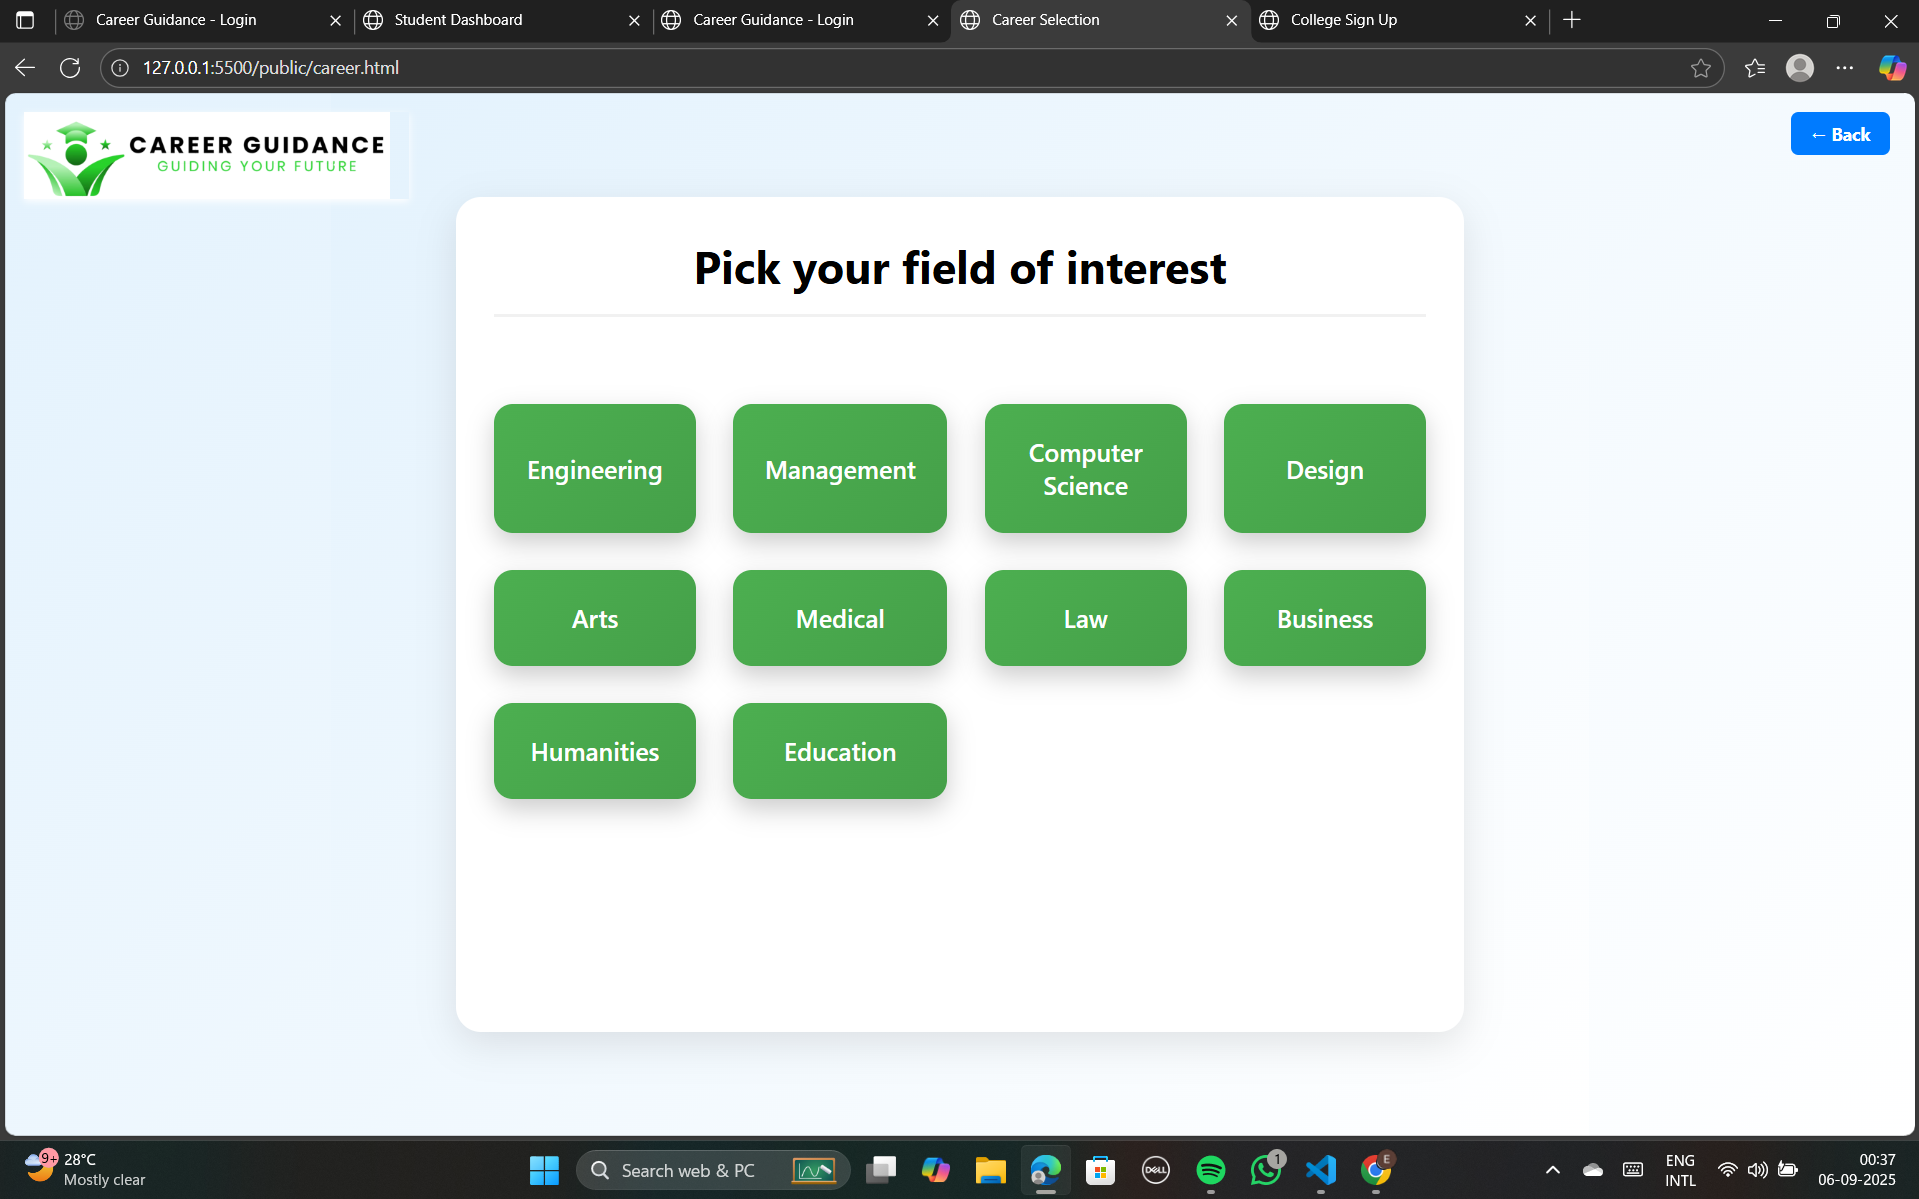 Career Guidance - Login
Student Dashboard
Career Guidance - Login
Career Selection
College Sign Up
127.0.0.1:5500/public/career.html
CAREER GUIDANCE
GUIDING YOUR FUTURE
← Back
Pick your field of interest
Engineering
Management
Computer
Science
Design
Arts
Medical
Law
Business
Humanities
Education
9+
28°C
Mostly clear
Search web & PC
DELL
1
E
ENG
INTL
00:37
06-09-2025